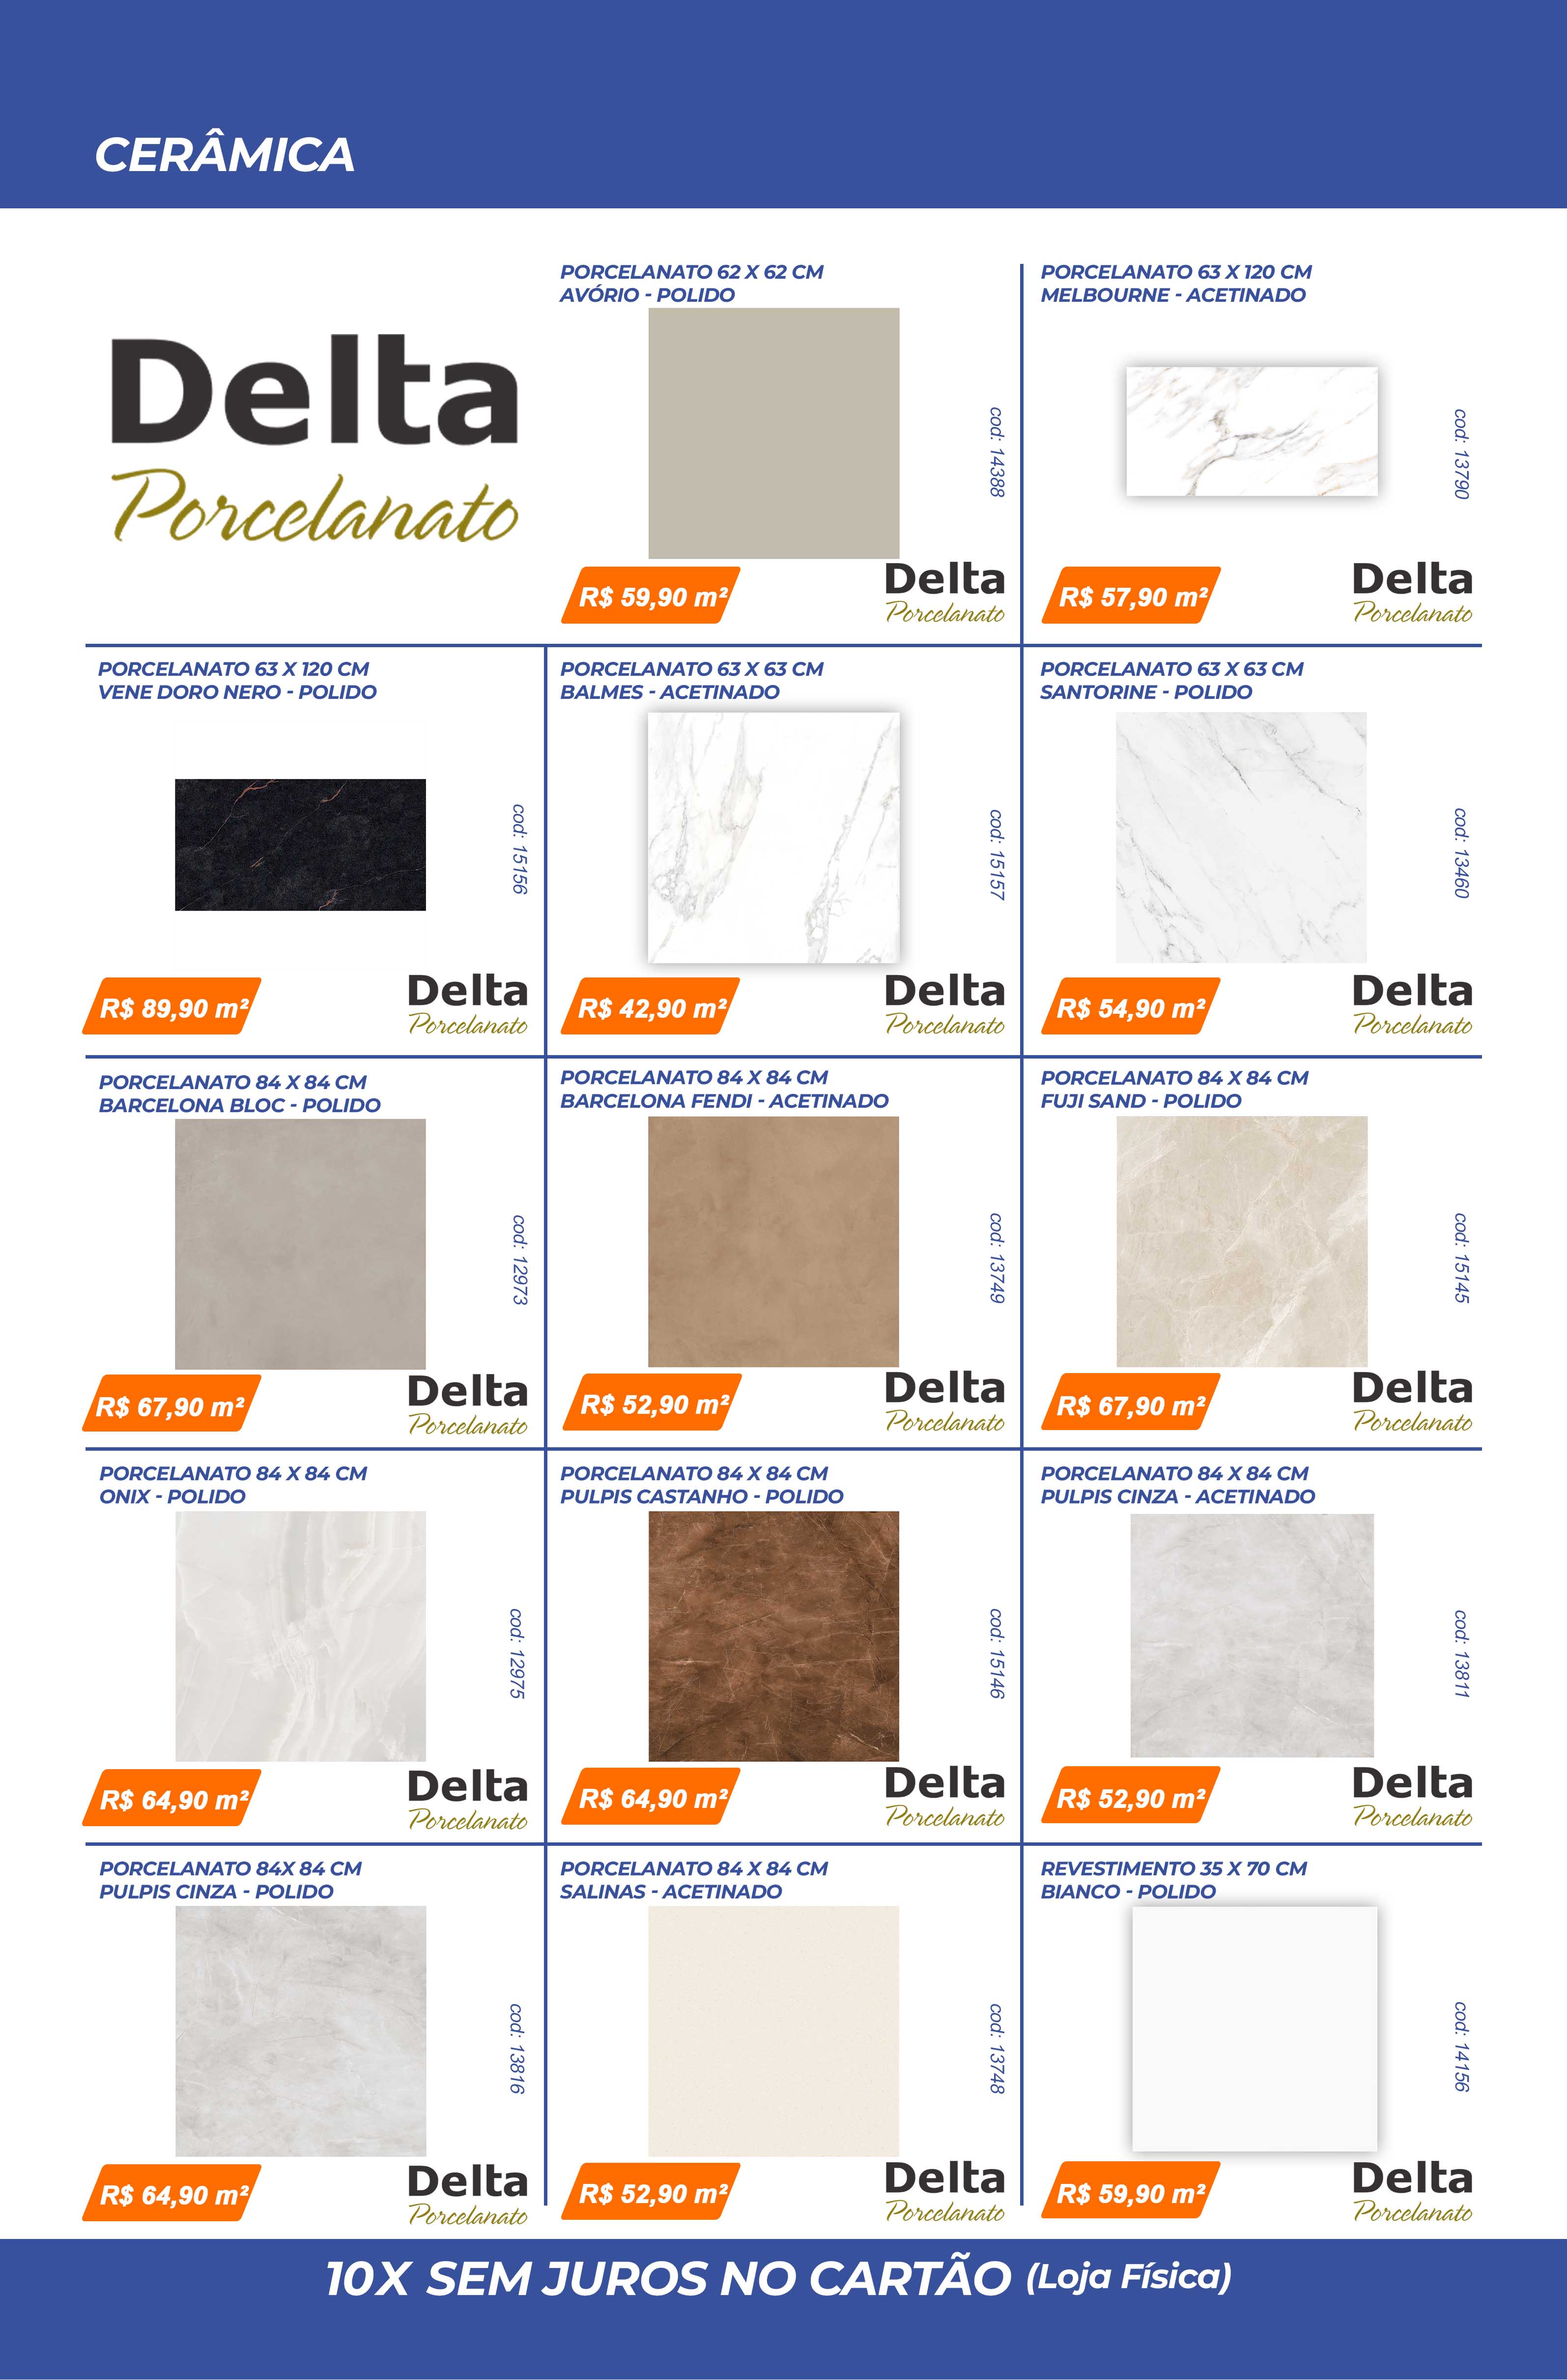 CERÂMICA
Delta
Porcelanato
PORCELANATO 62 X 62 CM
AVÓRIO - POLIDO
cod: 14388
R$ 59,90 m²
Delta
Porcelanato
PORCELANATO 63 X 120 CM
MELBOURNE - ACETINADO
cod: 13790
R$ 57,90 m²
Delta
Porcelanato
PORCELANATO 63 X 120 CM
VENE DORO NERO - POLIDO
cod: 15156
R$ 89,90 m²
Delta
Porcelanato
PORCELANATO 63 X 63 CM
BALMES - ACETINADO
cod: 15157
R$ 42,90 m²
Delta
Porcelanato
PORCELANATO 63 X 63 CM
SANTORINE - POLIDO
cod: 13460
R$ 54,90 m²
Delta
Porcelanato
PORCELANATO 84 X 84 CM
BARCELONA BLOC - POLIDO
cod: 12973
R$ 67,90 m²
Delta
Porcelanato
PORCELANATO 84 X 84 CM
BARCELONA FENDI - ACETINADO
cod: 13749
R$ 52,90 m²
Delta
Porcelanato
PORCELANATO 84 X 84 CM
FUJI SAND - POLIDO
cod: 15145
R$ 67,90 m²
Delta
Porcelanato
PORCELANATO 84 X 84 CM
ONIX - POLIDO
cod: 12975
R$ 64,90 m²
Delta
Porcelanato
PORCELANATO 84 X 84 CM
PULPIS CASTANHO - POLIDO
cod: 15146
R$ 64,90 m²
Delta
Porcelanato
PORCELANATO 84 X 84 CM
PULPIS CINZA - ACETINADO
cod: 13811
R$ 52,90 m²
Delta
Porcelanato
PORCELANATO 84X 84 CM
PULPIS CINZA - POLIDO
cod: 13816
R$ 64,90 m²
Delta
Porcelanato
PORCELANATO 84 X 84 CM
SALINAS - ACETINADO
cod: 13748
R$ 52,90 m²
Delta
Porcelanato
REVESTIMENTO 35 X 70 CM
BIANCO - POLIDO
cod: 14156
R$ 59,90 m²
Delta
Porcelanato
10X SEM JUROS NO CARTÃO (Loja Física)